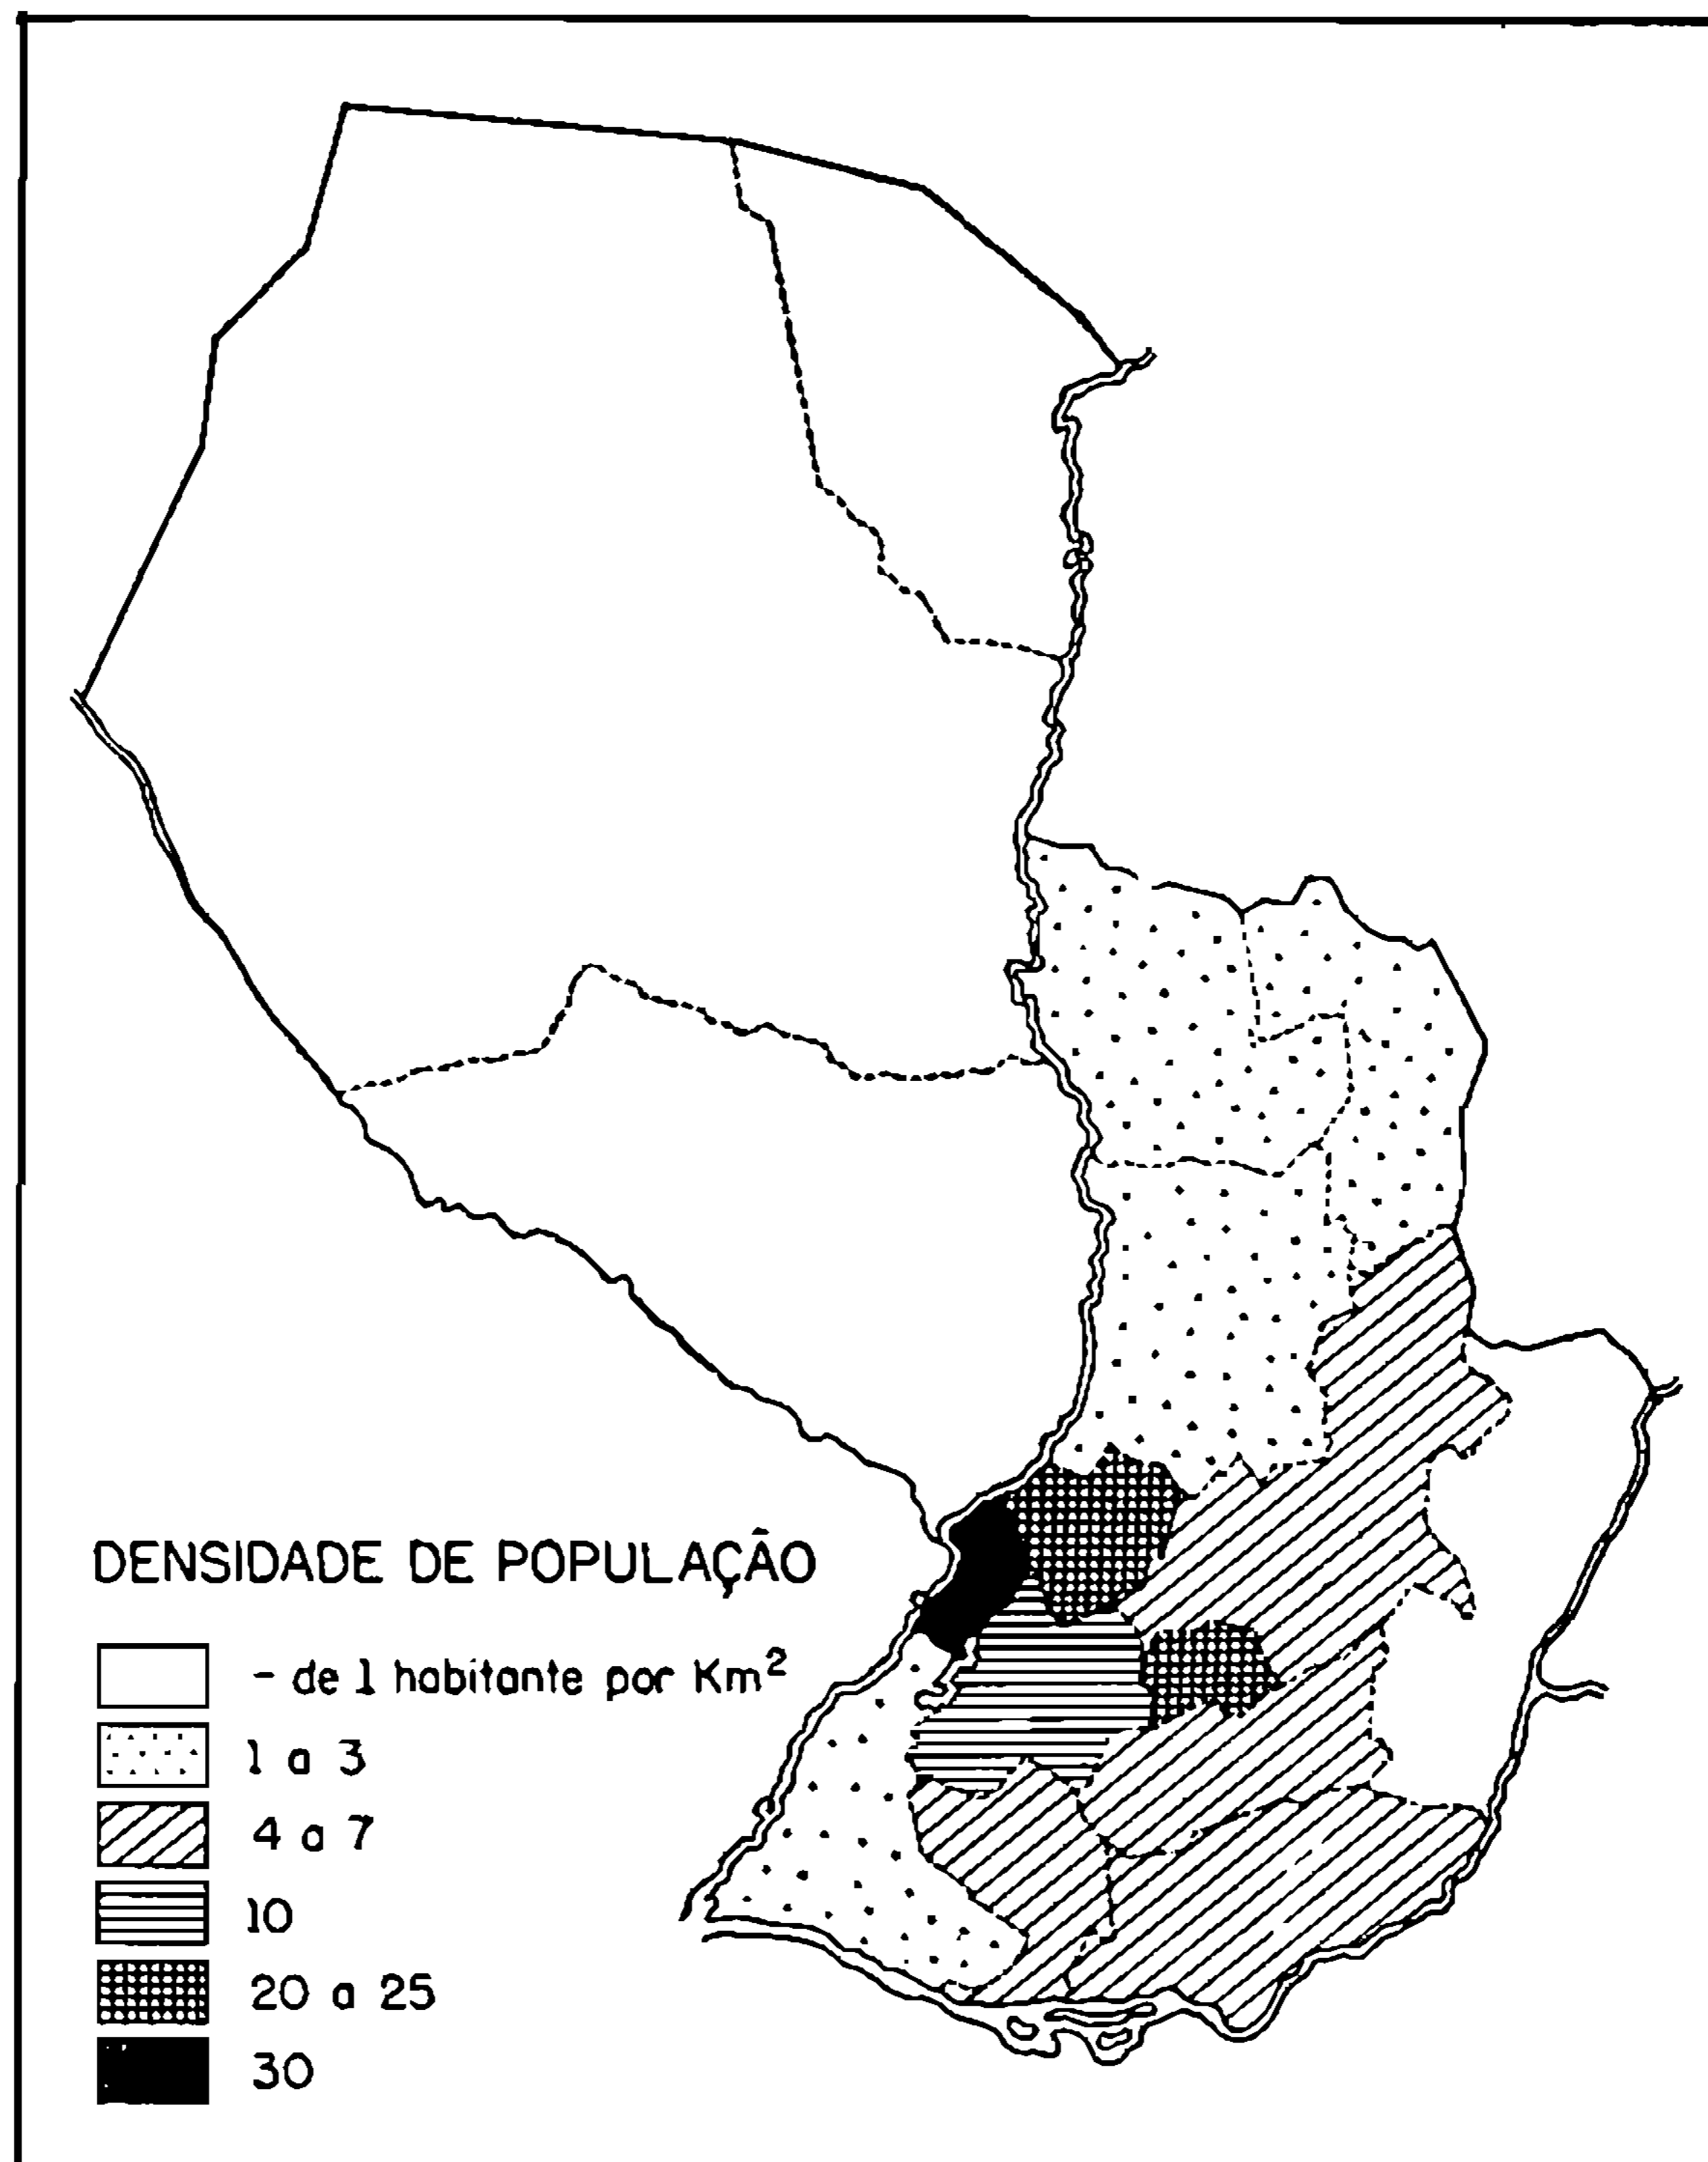 DENSIDADE DE POPULAÇÃO
- de 1 habitante por Km²
1 a 3
4 a 7
10
20 a 25
30